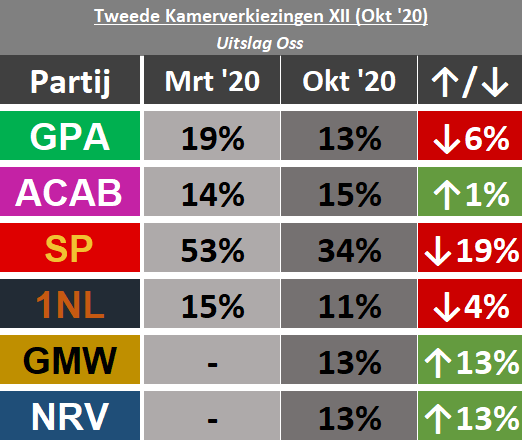 Tweede Kamerverkiezingen XII (Okt '20)
Uitslag Oss
Partij Mrt '20 Okt '20 ↑/↓
GPA 19% 13% ↓6%
ACAB 14% 15% ↑1%
SP 53% 34% ↓19%
1NL 15% 11% ↓4%
GMW - 13% ↑13%
NRV - 13% ↑13%